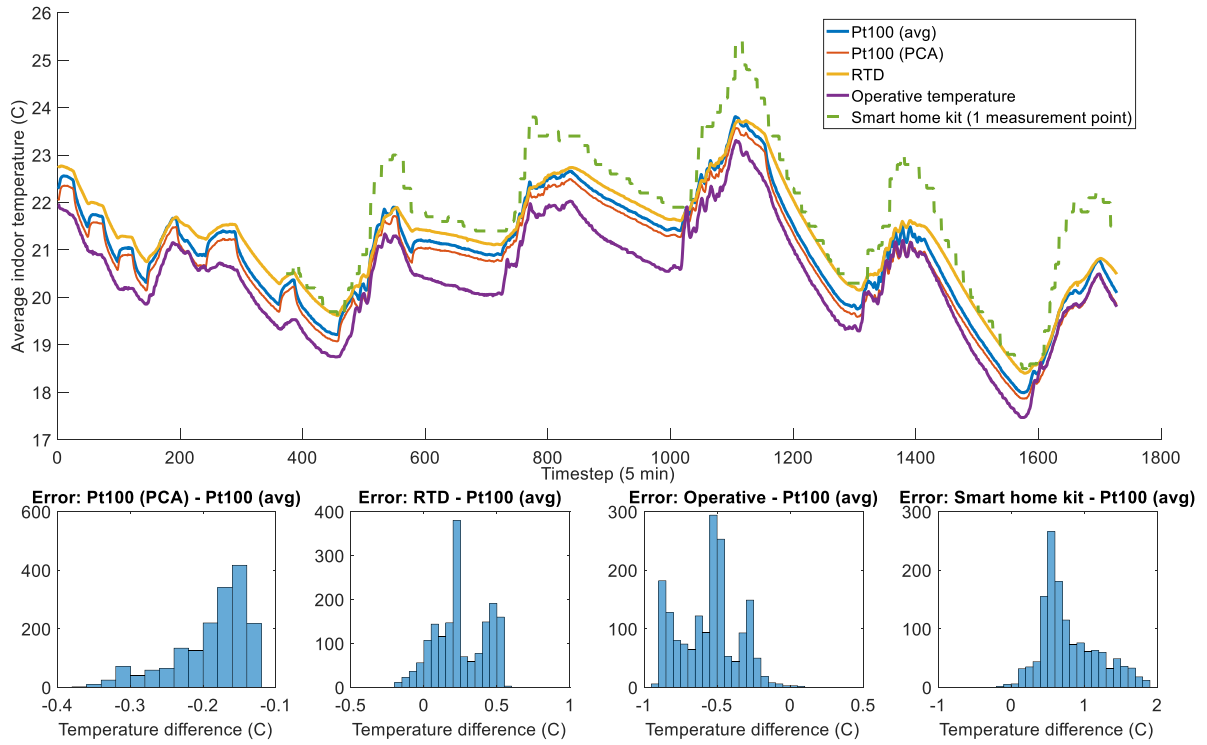 26
25
24
23
22
21
20
19
18
17
Average indoor temperature (C)
Pt100 (avg)
Pt100 (PCA)
RTD
Operative temperature
Smart home kit (1 measurement point)
0 200 400 600 800 1000 1200 1400 1600 1800
Timestep (5 min)
Error: Pt100 (PCA) - Pt100 (avg)
600
400
200
0
-0.4 -0.3 -0.2 -0.1
Temperature difference (C)
Error: RTD - Pt100 (avg)
400
300
200
100
0
-0.5 0 0.5 1
Temperature difference (C)
Error: Operative - Pt100 (avg)
300
200
100
0
-1 -0.5 0 0.5
Temperature difference (C)
Error: Smart home kit - Pt100 (avg)
300
200
100
0
-1 0 1 2
Temperature difference (C)